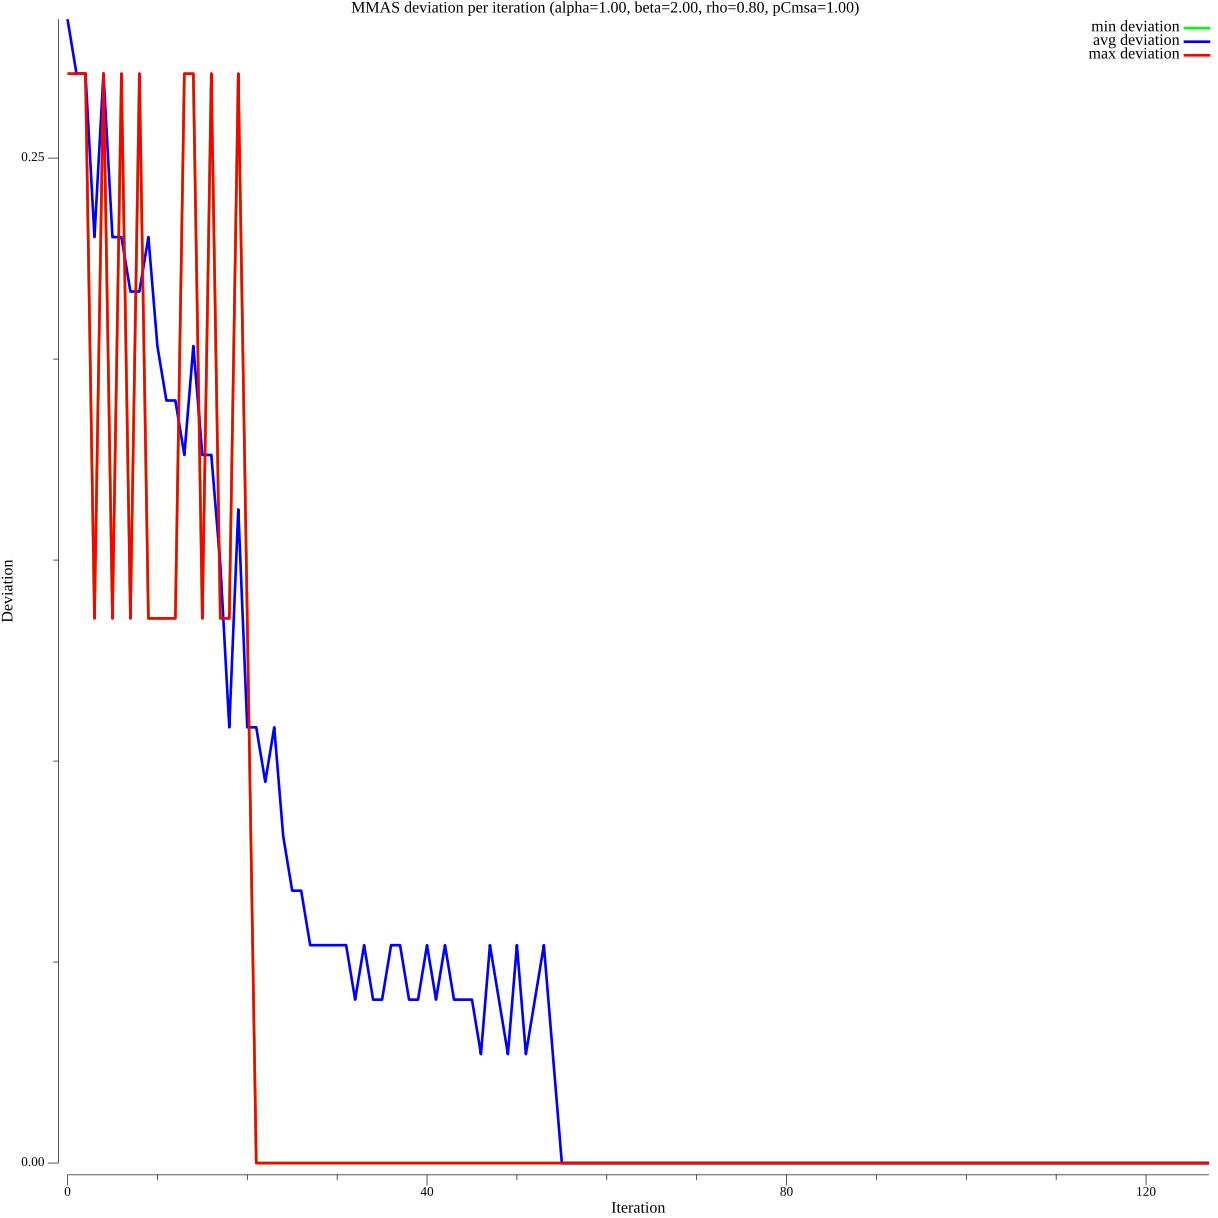 MMAS deviation per iteration (alpha=1.00, beta=2.00, rho=0.80, pCmsa=1.00)
min deviation
avg deviation
max deviation
0.25
Deviation
0.00
0 40 80 120
Iteration